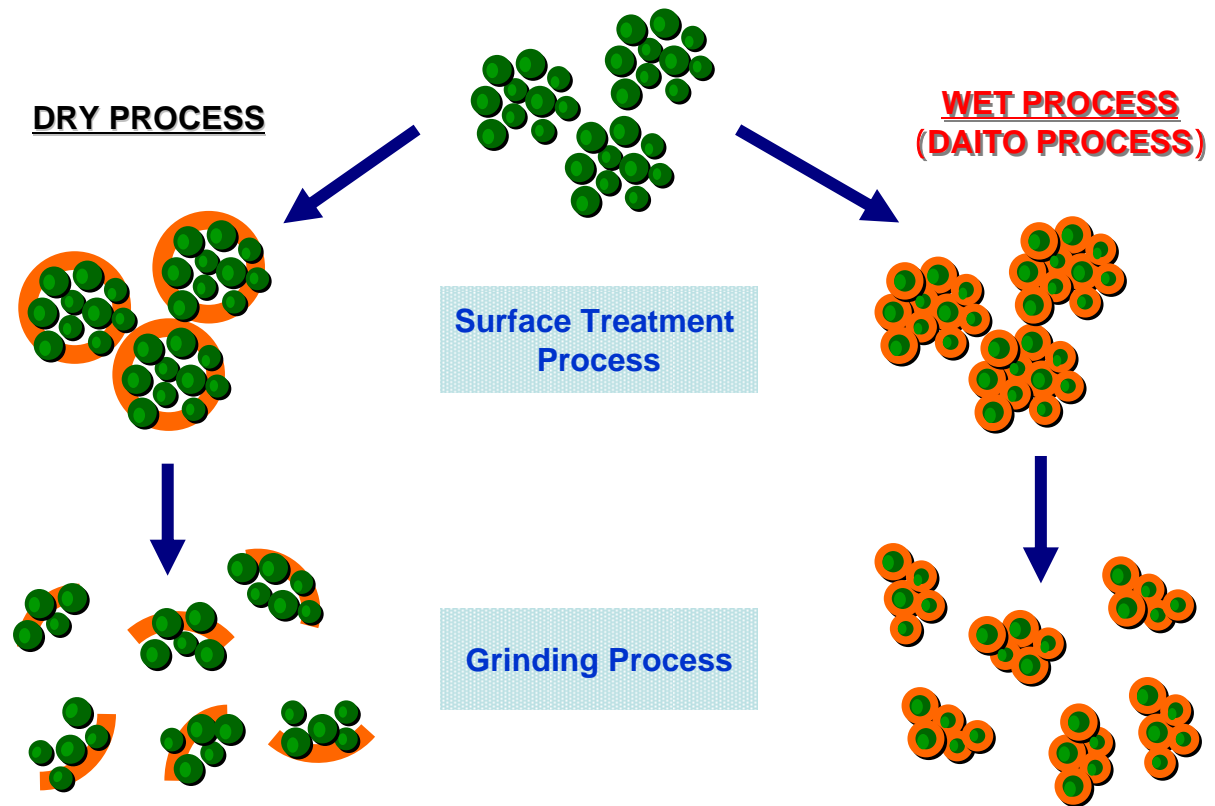 DRY PROCESS
WET PROCESS
(DAITO PROCESS)
Surface Treatment
Process
Grinding Process